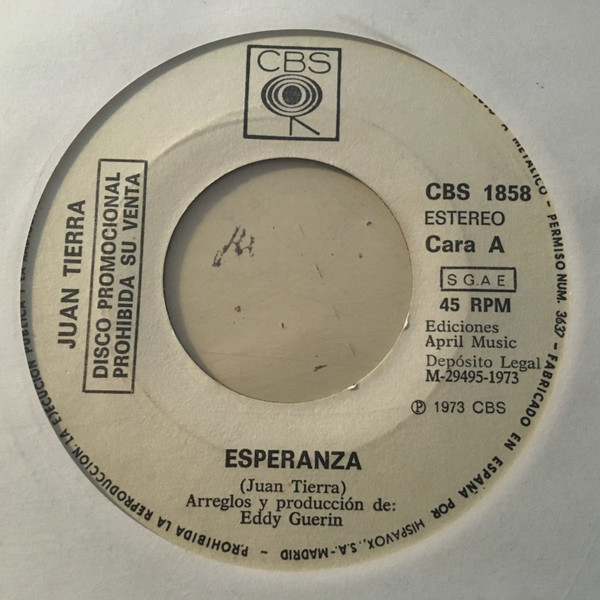 CBS
JUAN TIERRA
DISCO PROMOCIONAL
PROHIBIDA SU VENTA
CBS 1858
ESTEREO
Cara A
S G.A E
45 RPM
Ediciones
April Music
Depósito Legal
M-29495-1973
℗ 1973 CBS
ESPERANZA
(Juan Tierra)
Arreglos y producción de:
Eddy Guerin
METALICO - PERMISO NUM. 3637 - FABRICADO EN ESPAÑA POR HISPAVOX, S.A.-MADRID - PROHIBIDA LA REPRODUCCION, LA EJECUCION PUBLICA Y LA